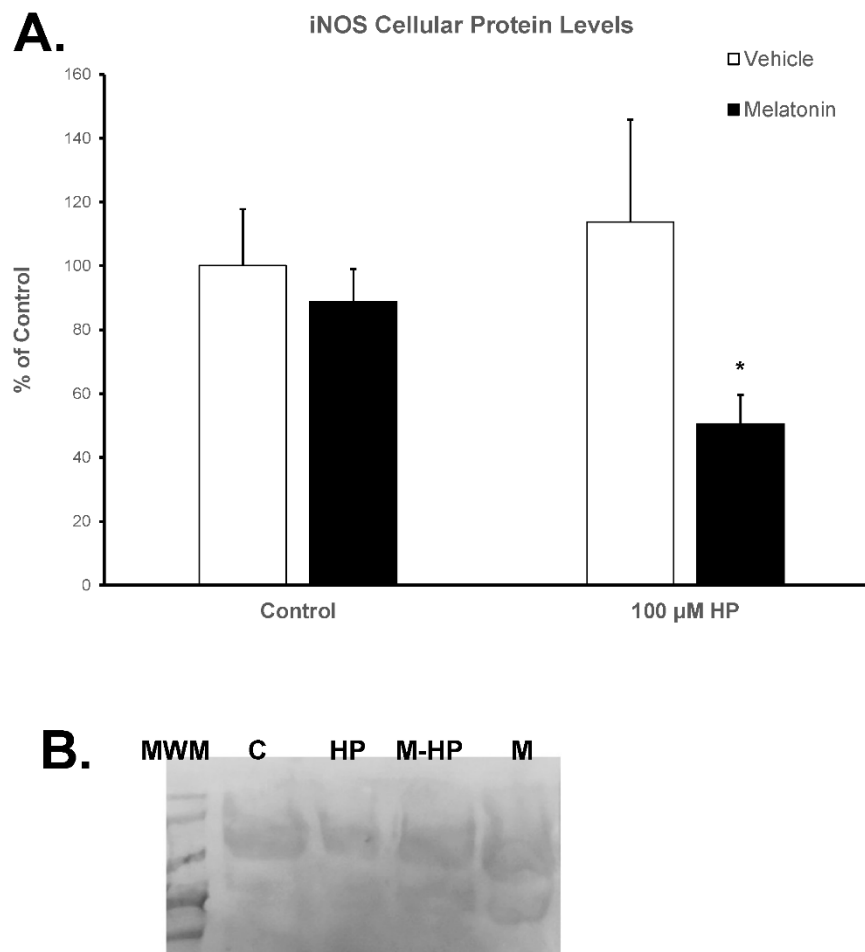 A.
iNOS Cellular Protein Levels
Vehicle
Melatonin
160
140
120
100
80
60
40
20
0
% of Control
*
Control
100 µM HP
B.
MWM C HP M-HP M